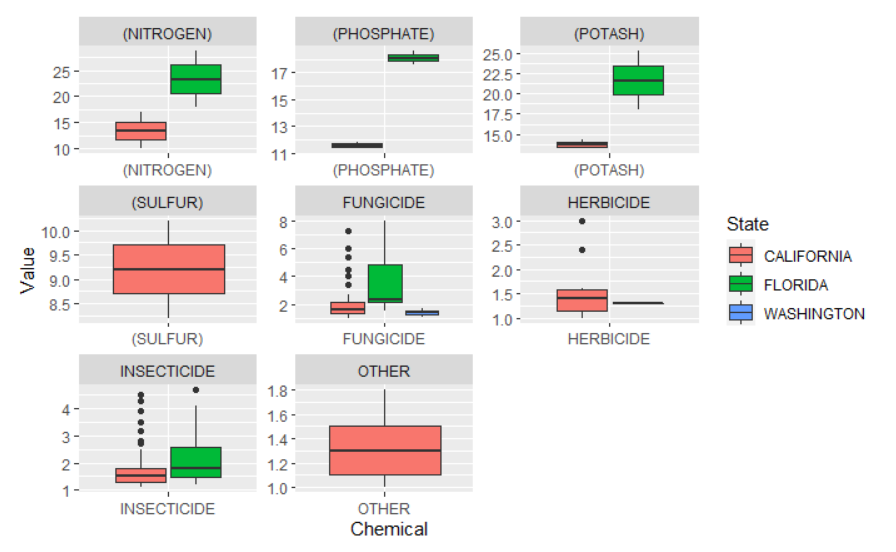 (NITROGEN) (PHOSPHATE) (POTASH)
25 20 15 10
17 15 13 11
25.0 22.5 20.0 17.5 15.0
(NITROGEN) (PHOSPHATE) (POTASH)
(SULFUR) FUNGICIDE HERBICIDE
10.0 9.5 9.0 8.5
8 6 4 2
3.0 2.5 2.0 1.5 1.0
(SULFUR) FUNGICIDE HERBICIDE
INSECTICIDE OTHER
4 3 2 1
1.8 1.6 1.4 1.2 1.0
INSECTICIDE OTHER
Value
Chemical
State
CALIFORNIA
FLORIDA
WASHINGTON